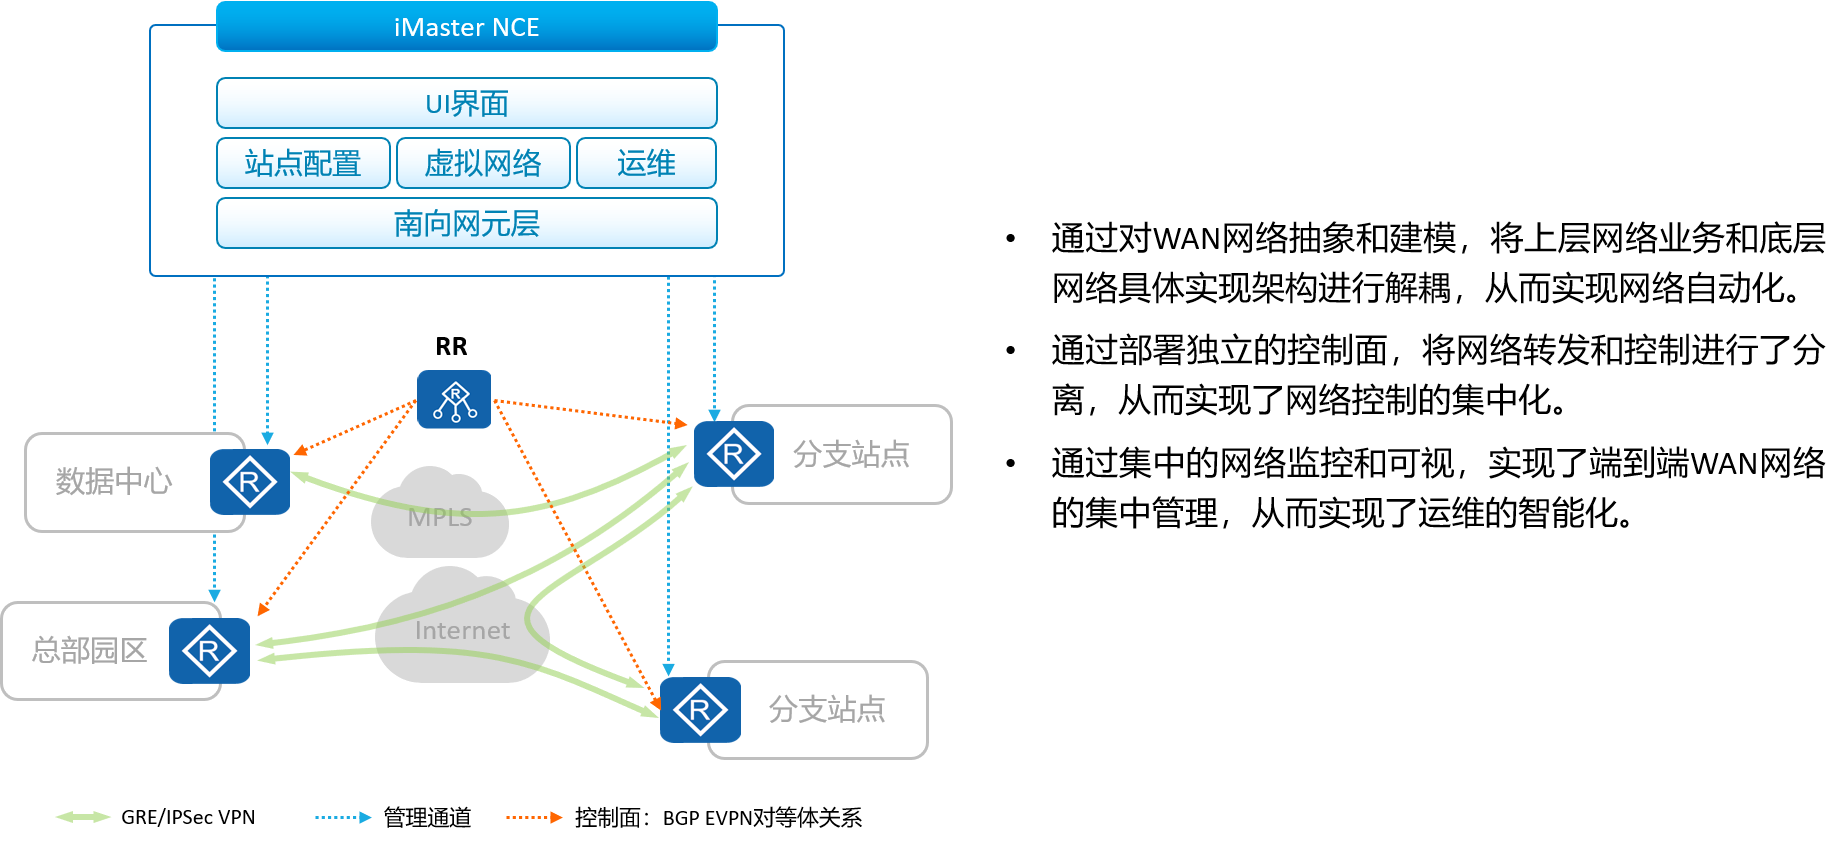 iMaster NCE
UI界面
站点配置
虚拟网络
运维
南向网元层
RR
R
数据中心
R
R
分支站点
MPLS
Internet
总部园区
R
R
分支站点
GRE/IPSec VPN
管理通道
控制面：BGP EVPN对等体关系
• 通过对WAN网络抽象和建模，将上层网络业务和底层
网络具体实现架构进行解耦，从而实现网络自动化。
• 通过部署独立的控制面，将网络转发和控制进行了分
离，从而实现了网络控制的集中化。
• 通过集中的网络监控和可视，实现了端到端WAN网络
的集中管理，从而实现了运维的智能化。